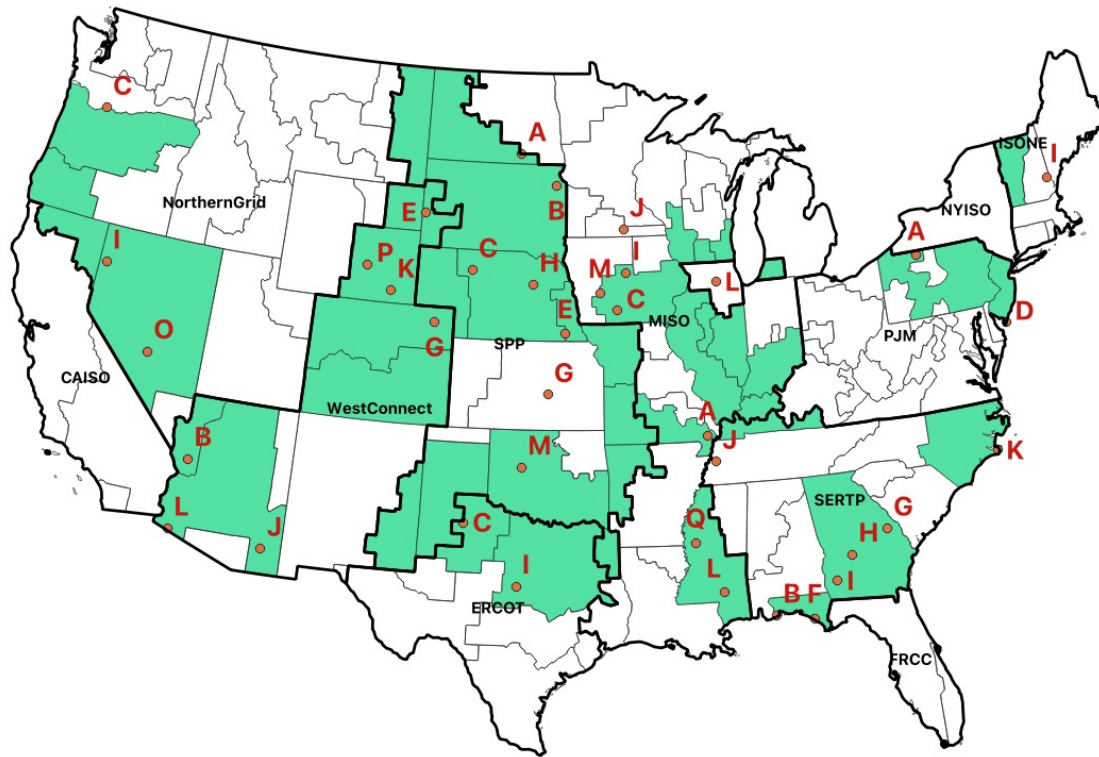 C
A
ISONE
I
NorthernGrid
E
B
J
NYISO
A
I
P
K
C
H
I
M
L
C
E
MISO
D
O
G
SPP
PJM
CAISO
G
WestConnect
A
B
M
J
K
L
J
C
Q
SERTP
G
H
I
L
I
ERCOT
B
F
FRCC